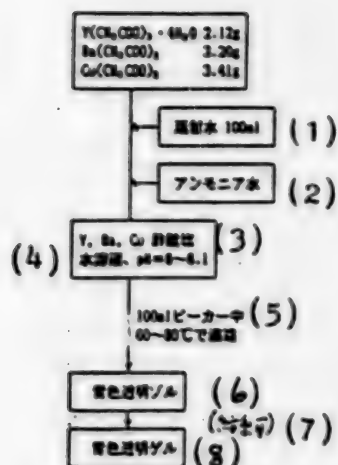 Y(CH₃COO)₃・4H₂O 2.12g
Ba(CH₃COO)₂ 3.20g
Cu(CH₃COO)₂ 3.41g
蒸留水 100ml (1)
アンモニア水 (2)
(3)
(4) Y、Ba、Cu 酢酸塩
水溶液、pH=6〜6.1
100mlビーカー中 (5)
60〜80℃で濃縮
青色透明ゾル (6)
(7)
青色透明ゲル (8)